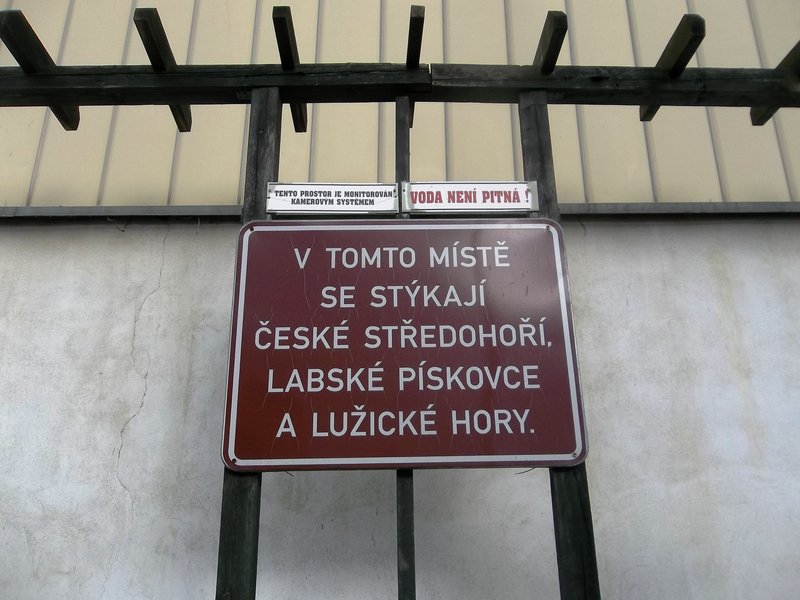 TENTO PROSTOR JE MONITOROVÁN
KAMEROVÝM SYSTÉMEM
VODA NENÍ PITNÁ !
V TOMTO MÍSTĚ
SE STÝKAJÍ
ČESKÉ STŘEDOHOŘÍ,
LABSKÉ PÍSKOVCE
A LUŽICKÉ HORY.